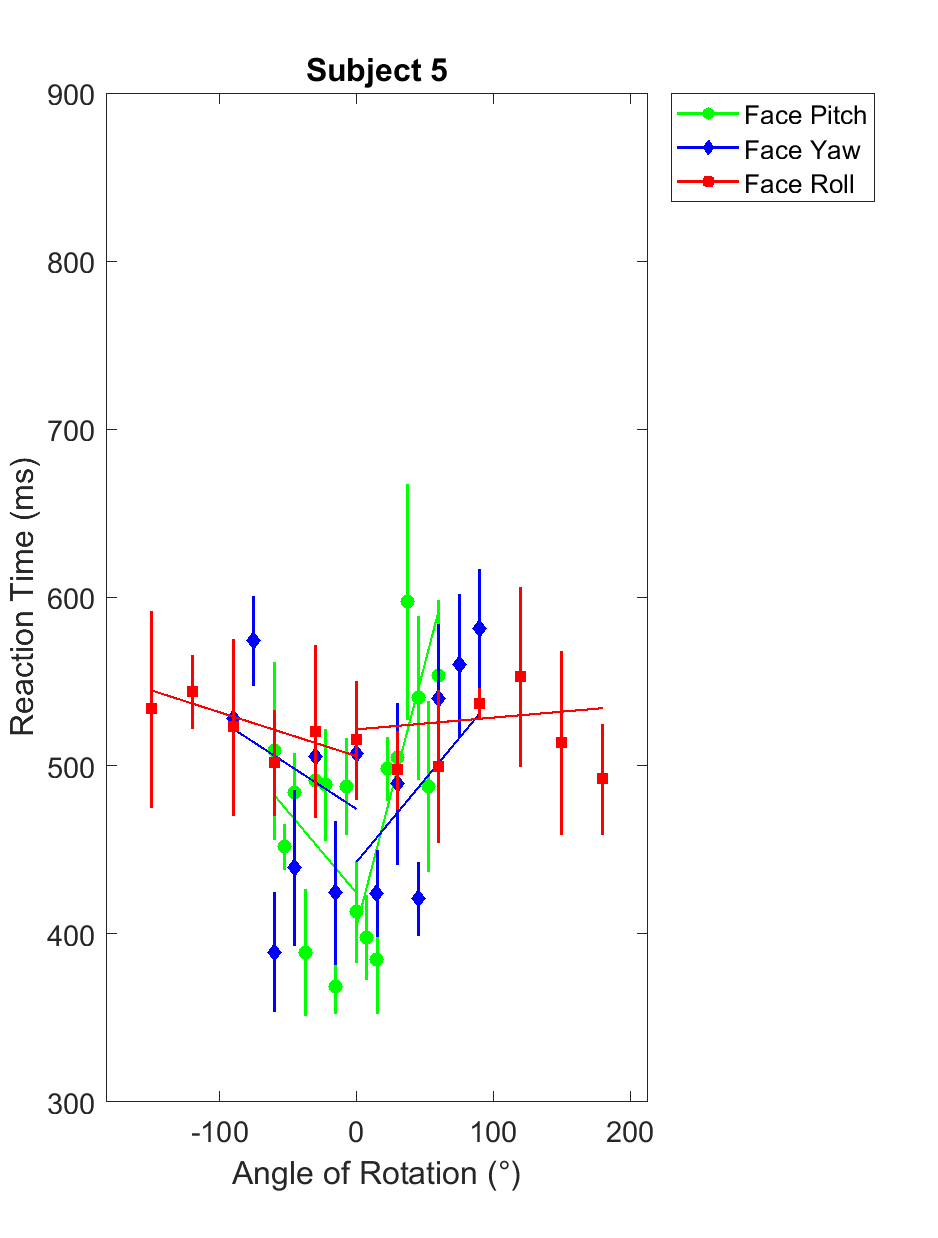 Subject 5
900
800
700
600
500
400
300
Reaction Time (ms)
-100
0
100
200
Angle of Rotation (°)
Face Pitch
Face Yaw
Face Roll